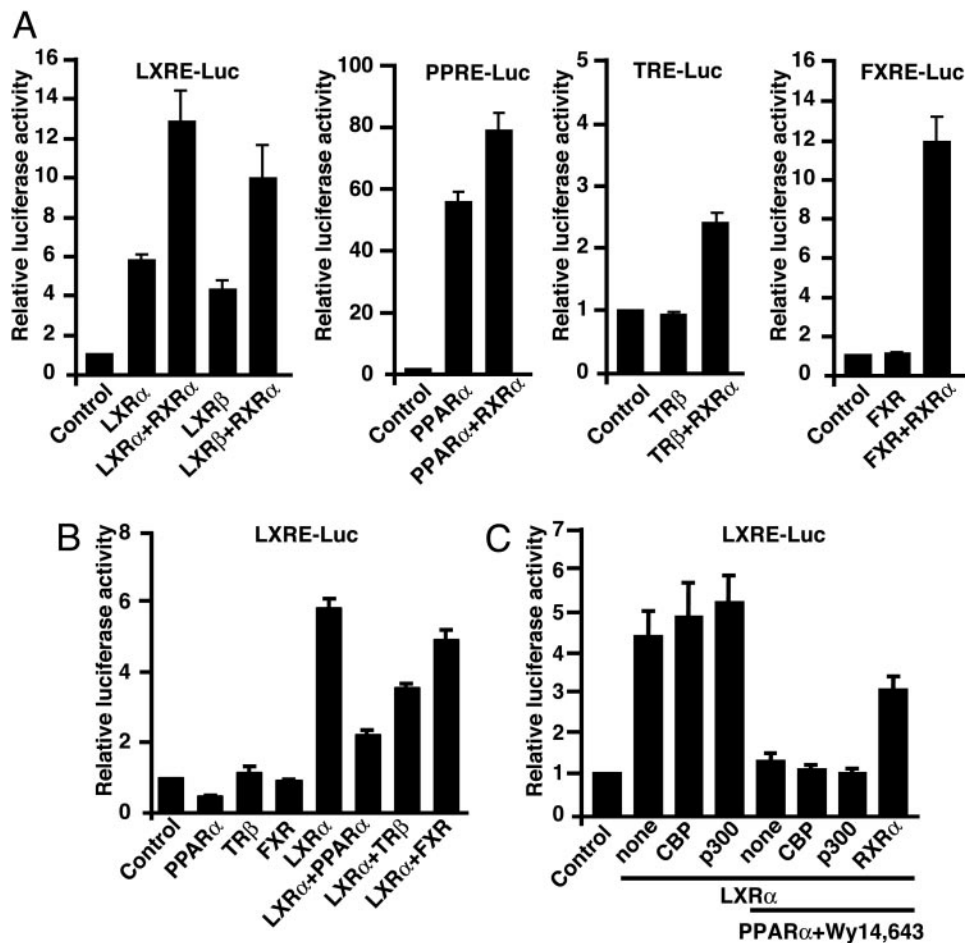 A
LXRE-Luc
Relative luciferase activity
16
14
12
10
8
6
4
2
0
Control
LXRα
LXRα+RXRα
LXRβ
LXRβ+RXRα
PPRE-Luc
Relative luciferase activity
100
80
60
40
20
0
Control
PPARα
PPARα+RXRα
TRE-Luc
Relative luciferase activity
5
4
3
2
1
0
Control
TRβ
TRβ+RXRα
FXRE-Luc
Relative luciferase activity
16
14
12
10
8
6
4
2
0
Control
FXR
FXR+RXRα
B
LXRE-Luc
Relative luciferase activity
8
6
4
2
0
Control
PPARα
TRβ
FXR
LXRα
LXRα+PPARα
LXRα+TRβ
LXRα+FXR
C
LXRE-Luc
Relative luciferase activity
7
6
5
4
3
2
1
0
Control
none
CBP
p300
none
CBP
p300
RXRα
LXRα
PPARα+Wy14,643